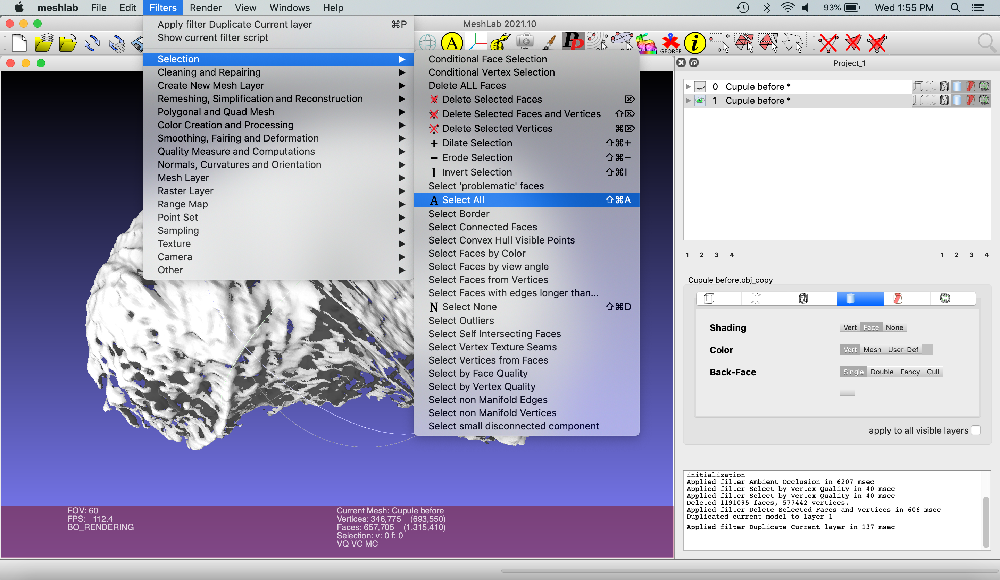 meshlab File Edit Filters Render View Windows Help 93% Wed 1:55 PM
MeshLab 2021.10
Apply filter Duplicate Current layer ⌘P
Show current filter script
Selection
Cleaning and Repairing
Create New Mesh Layer
Remeshing, Simplification and Reconstruction
Polygonal and Quad Mesh
Color Creation and Processing
Smoothing, Fairing and Deformation
Quality Measure and Computations
Normals, Curvatures and Orientation
Mesh Layer
Raster Layer
Range Map
Point Set
Sampling
Texture
Camera
Other
A
Raster
PP
GEOREF
i
Conditional Face Selection
Conditional Vertex Selection
Delete ALL Faces
Delete Selected Faces ⌦
Delete Selected Faces and Vertices ⇧⌦
Delete Selected Vertices ⌘⌦
+ Dilate Selection ⇧⌘+
− Erode Selection ⇧⌘−
I Invert Selection ⇧⌘I
Select 'problematic' faces
A Select All ⇧⌘A
Select Border
Select Connected Faces
Select Convex Hull Visible Points
Select Faces by Color
Select Faces by view angle
Select Faces from Vertices
Select Faces with edges longer than...
N Select None ⇧⌘D
Select Outliers
Select Self Intersecting Faces
Select Vertex Texture Seams
Select Vertices from Faces
Select by Face Quality
Select by Vertex Quality
Select non Manifold Edges
Select non Manifold Vertices
Select small disconnected component
Project_1
0 Cupule before *
1 Cupule before *
1 2 3 4 1 2 3 4
Cupule before.obj_copy
Shading Vert Face None
Color Vert Mesh User-Def
Back-Face Single Double Fancy Cull
apply to all visible layers
initialization
Applied filter Ambient Occlusion in 6207 msec
Applied filter Select by Vertex Quality in 40 msec
Applied filter Select by Vertex Quality in 40 msec
Deleted 1191095 faces, 577442 vertices.
Applied filter Delete Selected Faces and Vertices in 606 msec
Duplicated current model to layer 1
Applied filter Duplicate Current layer in 137 msec
FOV: 60
FPS: 112.4
BO_RENDERING
Current Mesh: Cupule before
Vertices: 346,775 (693,550)
Faces: 657,705 (1,315,410)
Selection: v: 0 f: 0
VQ VC MC